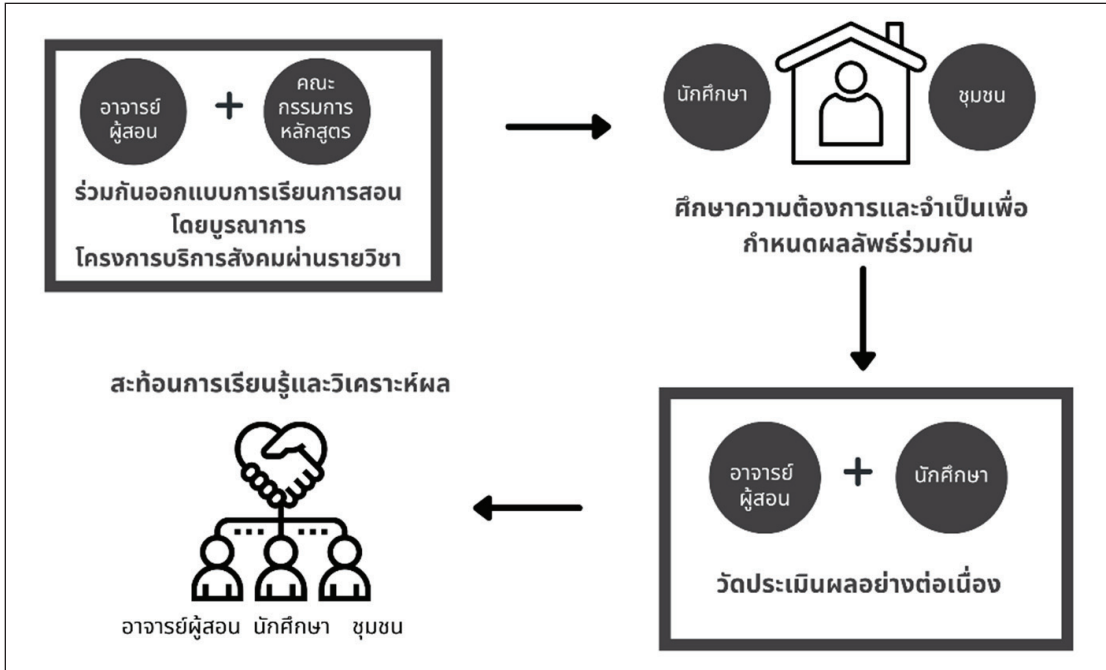 อาจารย์
ผู้สอน
+
คณะ
กรรมการ
หลักสูตร
ร่วมกันออกแบบการเรียนการสอน
โดยบูรณาการ
โครงการบริการสังคมผ่านรายวิชา
นักศึกษา
ชุมชน
ศึกษาความต้องการและจำเป็นเพื่อ
กำหนดผลลัพธ์ร่วมกัน
อาจารย์
ผู้สอน
+
นักศึกษา
วัดประเมินผลอย่างต่อเนื่อง
สะท้อนการเรียนรู้และวิเคราะห์ผล
อาจารย์ผู้สอน นักศึกษา ชุมชน